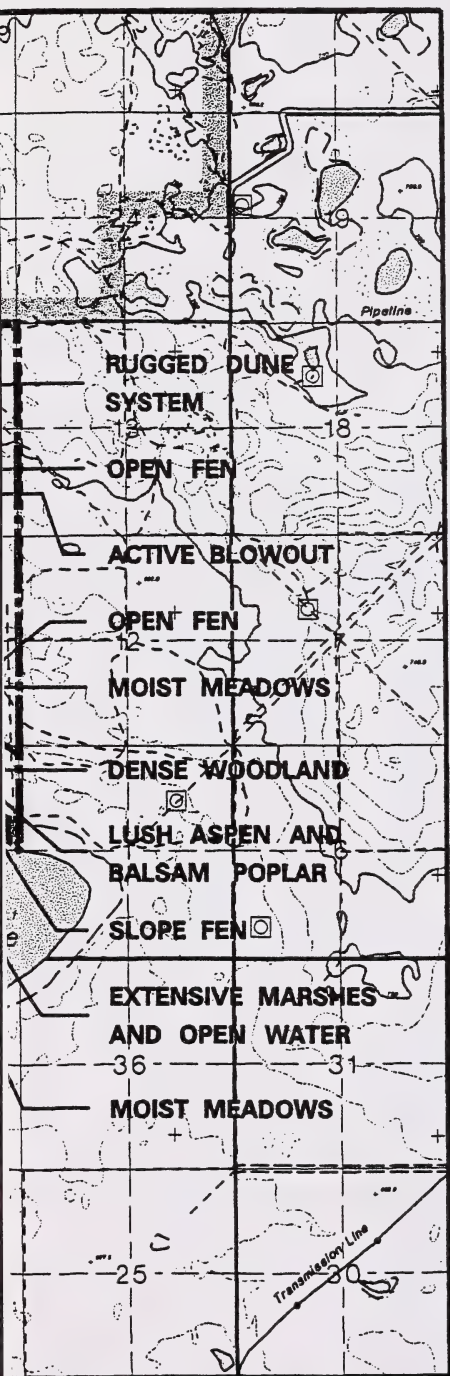 24
19
Pipeline
RUGGED DUNE
SYSTEM
13
18
OPEN FEN
ACTIVE BLOWOUT
OPEN FEN
12
MOIST MEADOWS
DENSE WOODLAND
LUSH ASPEN AND
BALSAM POPLAR
SLOPE FEN
EXTENSIVE MARSHES
AND OPEN WATER
36
31
MOIST MEADOWS
Transmission Line
25
30